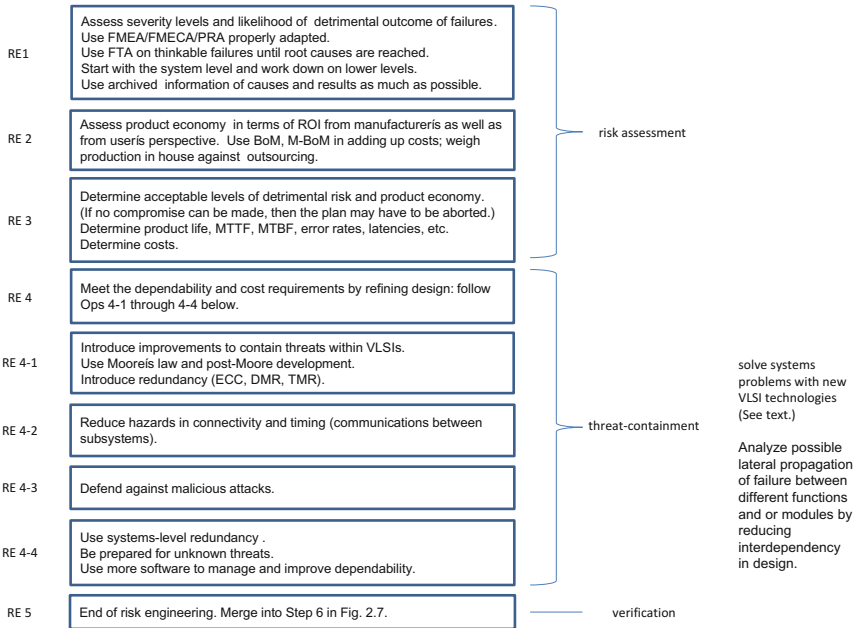 RE1
Assess severity levels and likelihood of detrimental outcome of failures.
Use FMEA/FMECA/PRA properly adapted.
Use FTA on thinkable failures until root causes are reached.
Start with the system level and work down on lower levels.
Use archived information of causes and results as much as possible.
RE 2
Assess product economy in terms of ROI from manufacturerís as well as
from userís perspective. Use BoM, M-BoM in adding up costs; weigh
production in house against outsourcing.
risk assessment
RE 3
Determine acceptable levels of detrimental risk and product economy.
(If no compromise can be made, then the plan may have to be aborted.)
Determine product life, MTTF, MTBF, error rates, latencies, etc.
Determine costs.
RE 4
Meet the dependability and cost requirements by refining design: follow
Ops 4-1 through 4-4 below.
RE 4-1
Introduce improvements to contain threats within VLSIs.
Use Mooreís law and post-Moore development.
Introduce redundancy (ECC, DMR, TMR).
RE 4-2
Reduce hazards in connectivity and timing (communications between
subsystems).
threat-containment
RE 4-3
Defend against malicious attacks.
RE 4-4
Use systems-level redundancy .
Be prepared for unknown threats.
Use more software to manage and improve dependability.
solve systems
problems with new
VLSI technologies
(See text.)
Analyze possible
lateral propagation
of failure between
different functions
and or modules by
reducing
interdependency
in design.
RE 5
End of risk engineering. Merge into Step 6 in Fig. 2.7.
verification